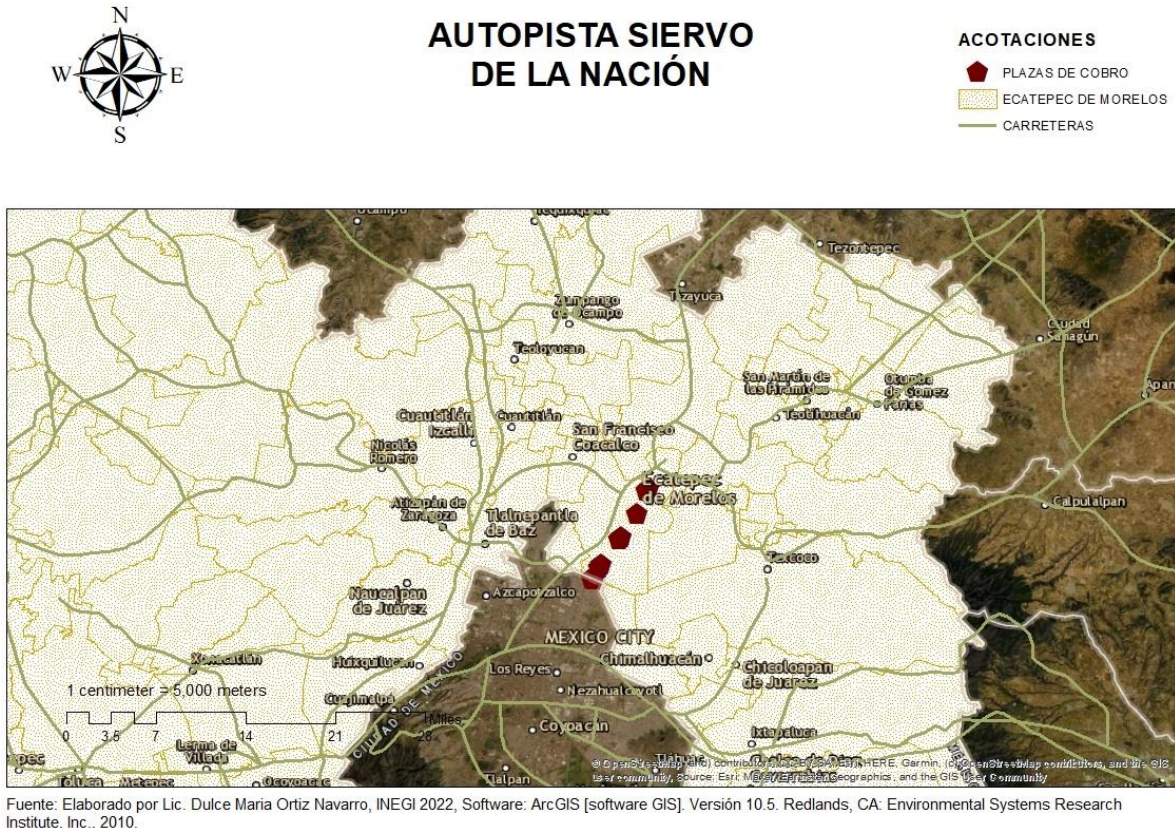 N
W E
S
AUTOPISTA SIERVO
DE LA NACIÓN
ACOTACIONES
PLAZAS DE COBRO
ECATEPEC DE MORELOS
CARRETERAS
Tezontepec
Tizayuca
Zumpango
de Ocampo
Ciudad
Sahagún
Teoloyucan
San Martín de
las Pirámides
Otumba
de Gomez
Farias
Apan
Cuautitlán
Izcalli
Cuautitlán
San Francisco
Coacalco
Teotihuacán
Nicolás
Romero
Ecatepec
de Morelos
Calpulalpan
Atizapán de
Zaragoza
Tlalnepantla
de Baz
Texcoco
Naucalpan
de Juárez
Azcapotzalco
MEXICO CITY
Xonacatlán
Huixquilucan
Los Reyes
Chimalhuacán
Chicoloapan
de Juárez
1 centimeter = 5,000 meters
Cuajimalpa
Nezahualcoyotl
CIUDAD DE MÉXICO
Miles
0 3.5 7 14 21 28
Coyoacán
Ixtapaluca
Lerma de
Villada
Toluca
Metepec
Ocoyoacac
Tlalpan
Fuente: Elaborado por Lic. Dulce Maria Ortiz Navarro, INEGI 2022, Software: ArcGIS [software GIS]. Versión 10.5. Redlands, CA: Environmental Systems Research
Institute, Inc., 2010.